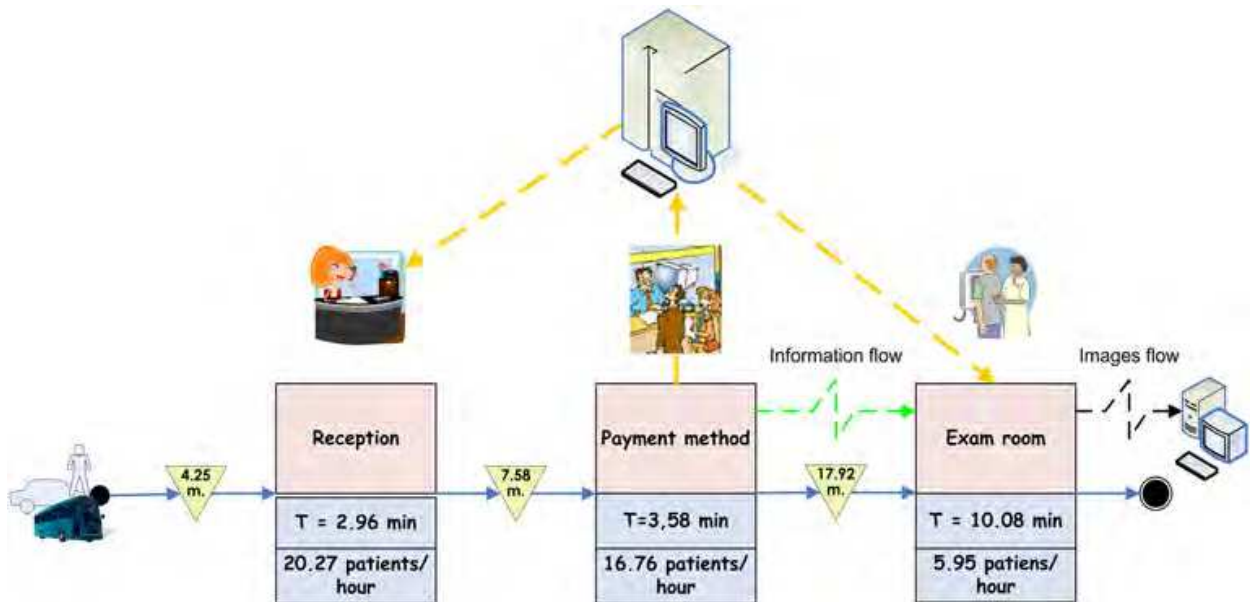 Information flow
Images flow
Reception
Payment method
Exam room
4.25
m.
7.58
m.
17.92
m.
T = 2.96 min
T=3,58 min
T = 10.08 min
20.27 patients/
hour
16.76 patients/
hour
5.95 patiens/
hour